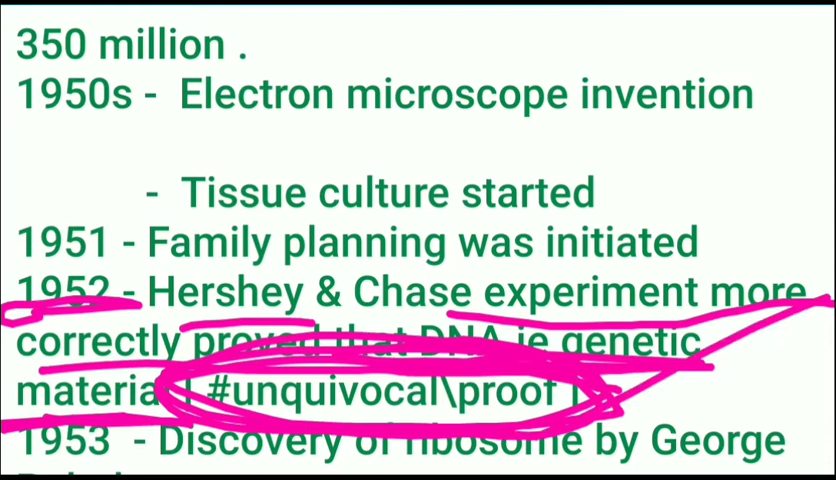 350 million .
1950s - Electron microscope invention
- Tissue culture started
1951 - Family planning was initiated
1952 - Hershey & Chase experiment more
correctly proved that DNA ie genetic
material | #unquivocal\proof |
1953 - Discovery of ribosome by George